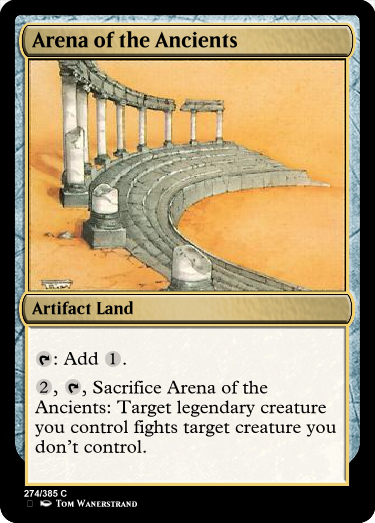 Arena of the Ancients
Artifact Land
: Add 1.
2, , Sacrifice Arena of the
Ancients: Target legendary creature
you control fights target creature you
don't control.
274/385 C
Tom Wanerstrand